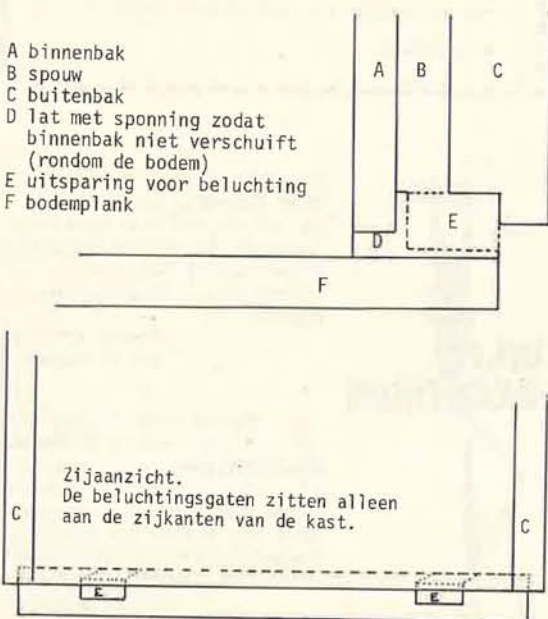 A binnenbak
B spouw
C buitenbak
D lat met sponning zodat
binnenbak niet verschuift
(rondom de bodem)
E uitsparing voor beluchting
F bodemplank
A B C
E
D
F
Zijaanzicht.
De beluchtingsgaten zitten alleen
aan de zijkanten van de kast.
C C
E E